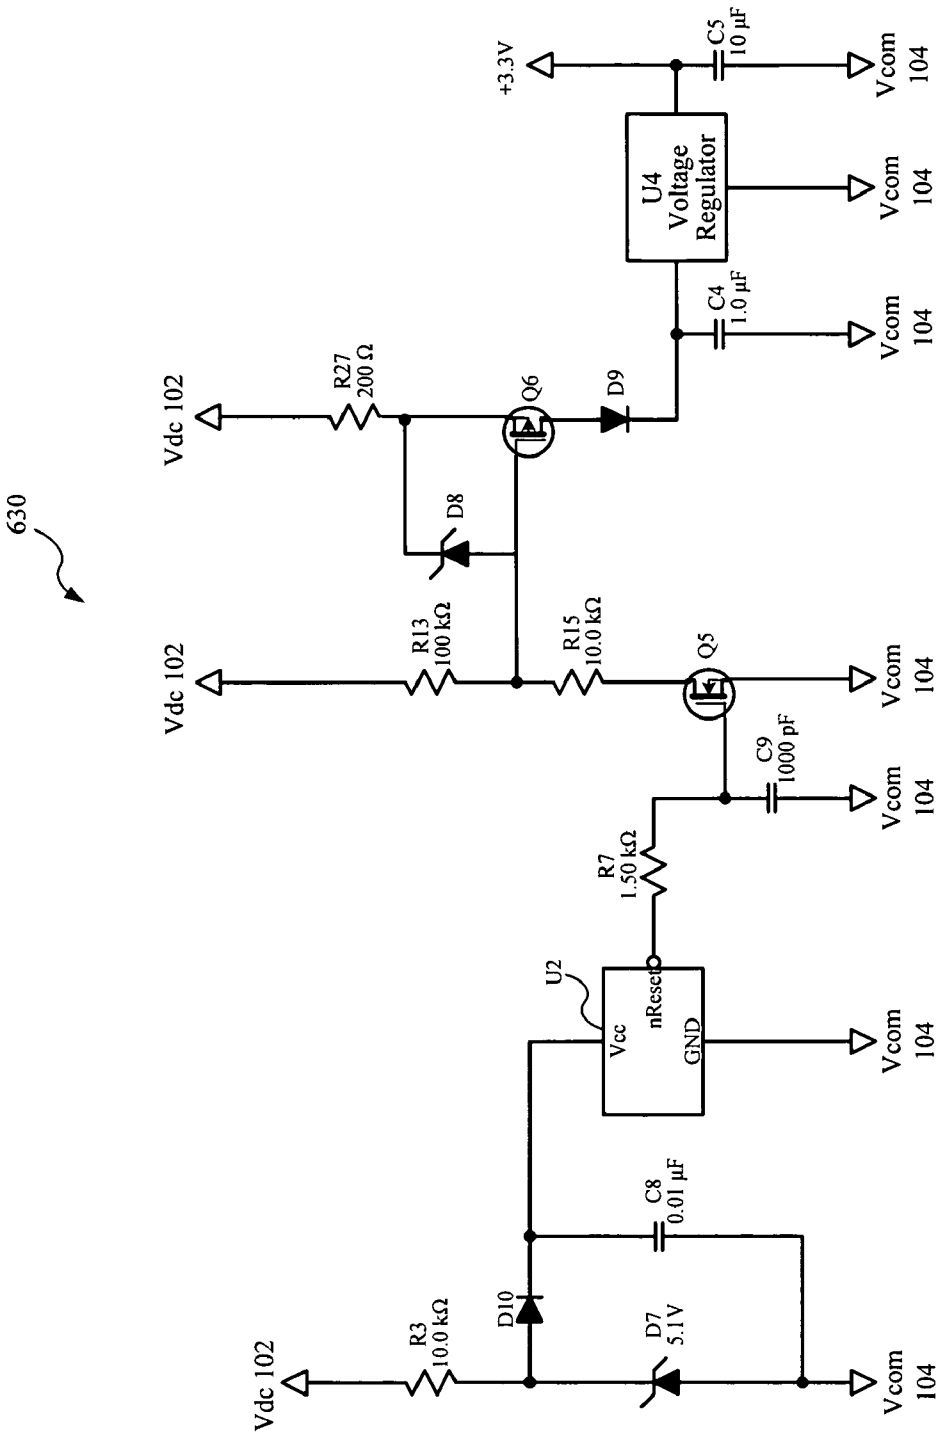 630
Vdc 102
R3
10.0 kΩ
D10
D7
5.1V
C8
0.01 µF
Vcom
104
U2
Vcc
nReset
GND
Vcom
104
R7
1.50 kΩ
C9
1000 pF
Vcom
104
Vdc 102
R13
100 kΩ
R15
10.0 kΩ
Q5
Vcom
104
D8
Vdc 102
R27
200 Ω
Q6
D9
C4
1.0 µF
Vcom
104
U4
Voltage
Regulator
Vcom
104
+3.3V
C5
10 µF
Vcom
104